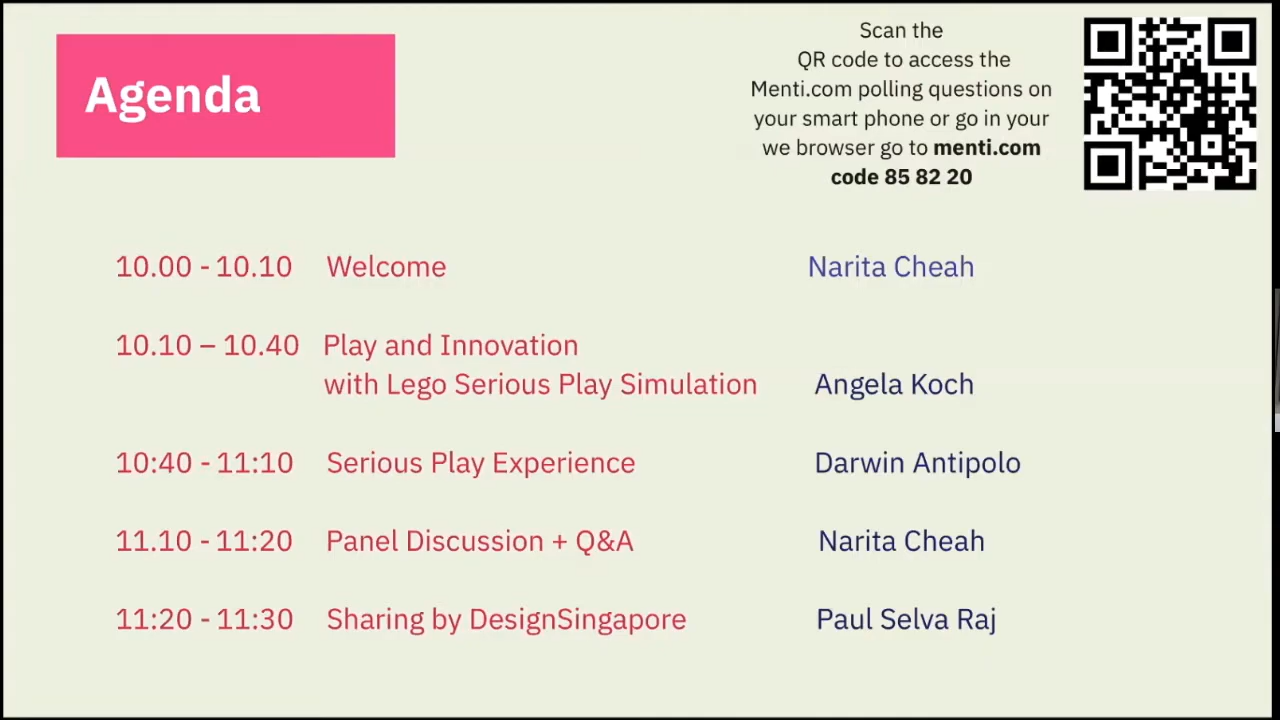 Agenda
Scan the
QR code to access the
Menti.com polling questions on
your smart phone or go in your
we browser go to menti.com
code 85 82 20
10.00 - 10.10 Welcome Narita Cheah
10.10 – 10.40 Play and Innovation
with Lego Serious Play Simulation Angela Koch
10:40 - 11:10 Serious Play Experience Darwin Antipolo
11.10 - 11:20 Panel Discussion + Q&A Narita Cheah
11:20 - 11:30 Sharing by DesignSingapore Paul Selva Raj